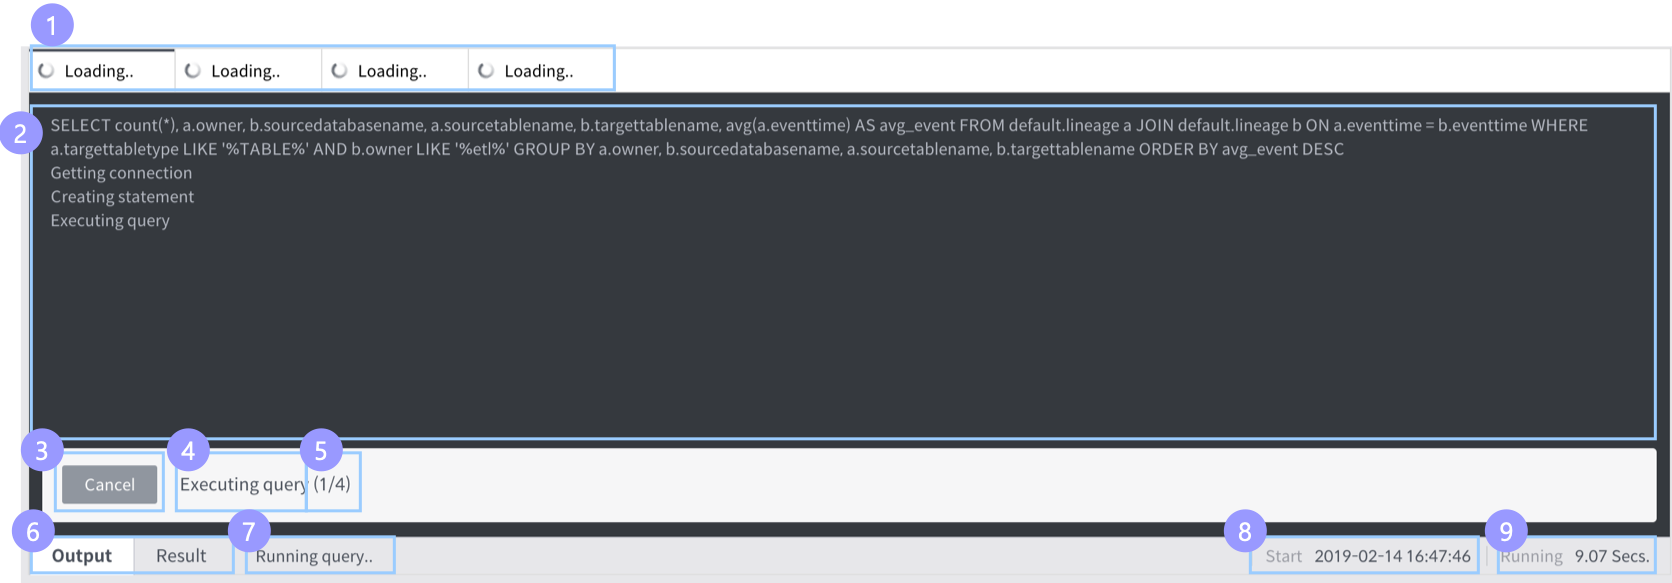 1
Loading.. Loading.. Loading.. Loading..
2
SELECT count(*), a.owner, b.sourcedatabasename, a.sourcetablename, b.targettablename, avg(a.eventtime) AS avg_event FROM default.lineage a JOIN default.lineage b ON a.eventtime = b.eventtime WHERE
a.targettabletype LIKE '%TABLE%' AND b.owner LIKE '%etl%' GROUP BY a.owner, b.sourcedatabasename, a.sourcetablename, b.targettablename ORDER BY avg_event DESC
Getting connection
Creating statement
Executing query
3 4 5
Cancel Executing query (1/4)
6 7 8 9
Output Result Running query.. Start 2019-02-14 16:47:46 Running 9.07 Secs.